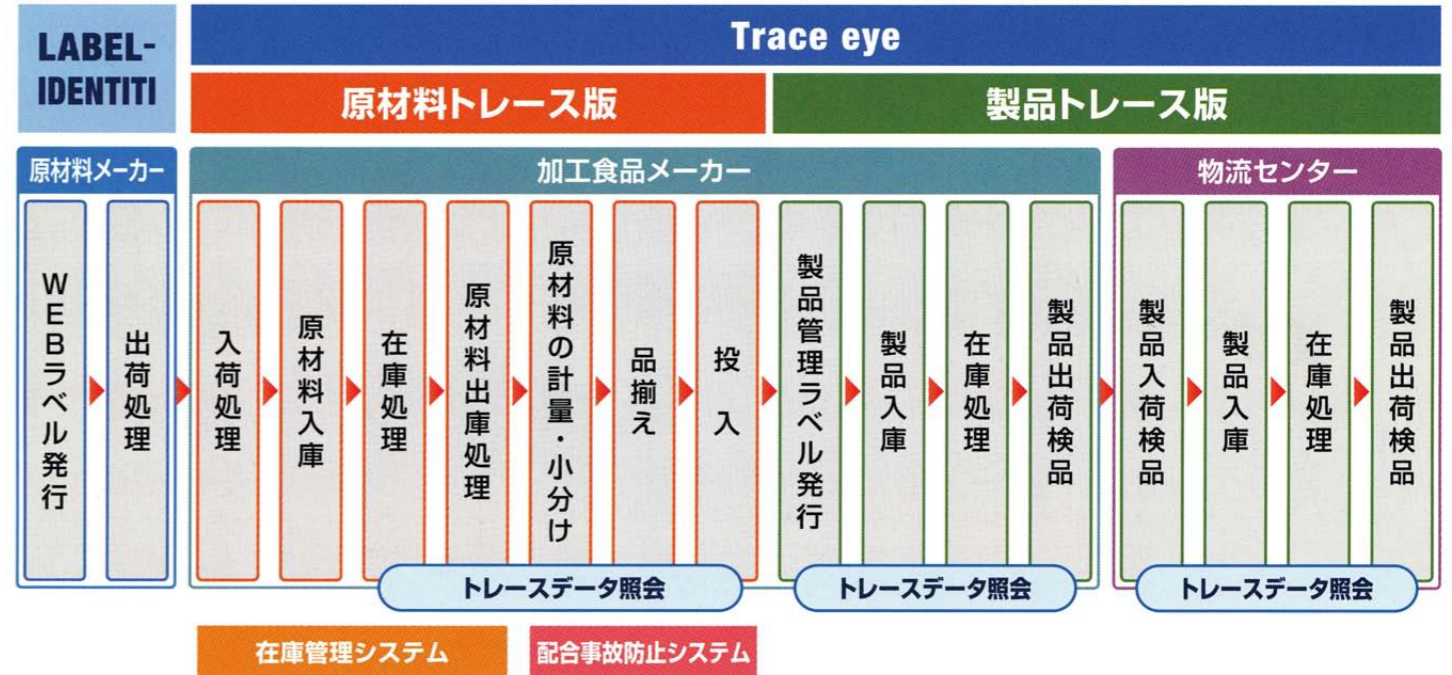 LABEL-
IDENTITI
Trace eye
原材料トレース版
製品トレース版
原材料メーカー
加工食品メーカー
物流センター
WEBラベル発行
出荷処理
入荷処理
原材料入庫
在庫処理
原材料出庫処理
原材料の計量・小分け
品揃え
投入
製品管理ラベル発行
製品入庫
在庫処理
製品出荷検品
製品入荷検品
製品入庫
在庫処理
製品出荷検品
トレースデータ照会
トレースデータ照会
トレースデータ照会
在庫管理システム
配合事故防止システム